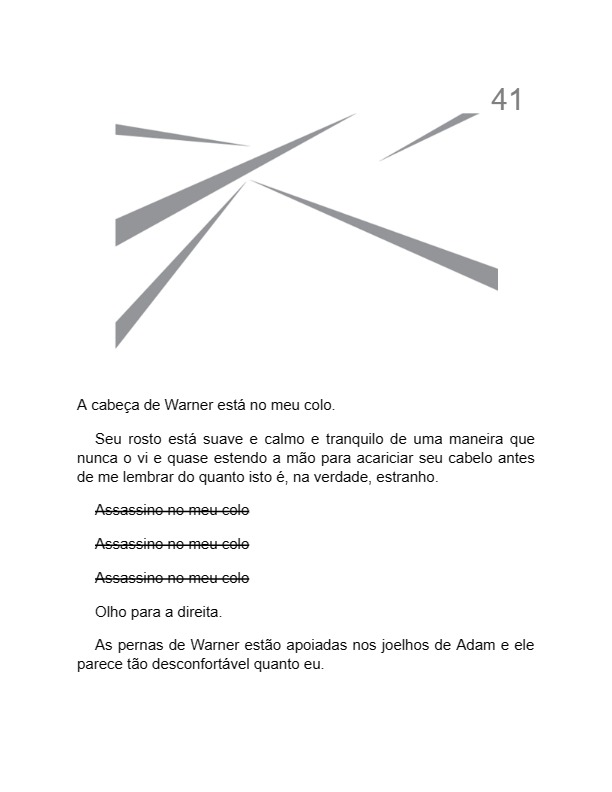 41
A cabeça de Warner está no meu colo.
Seu rosto está suave e calmo e tranquilo de uma maneira que
nunca o vi e quase estendo a mão para acariciar seu cabelo antes
de me lembrar do quanto isto é, na verdade, estranho.
Assassino no meu colo
Assassino no meu colo
Assassino no meu colo
Olho para a direita.
As pernas de Warner estão apoiadas nos joelhos de Adam e ele
parece tão desconfortável quanto eu.